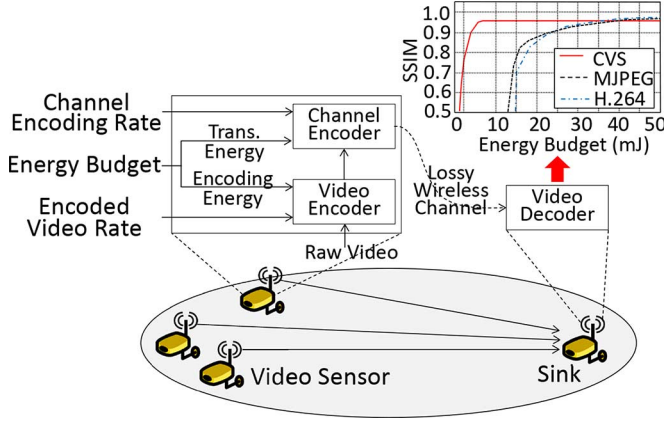 1.0
0.9
0.8
0.7
0.6
0.5
SSIM
CVS
MJPEG
H.264
0 10 20 30 40 50
Energy Budget (mJ)
Channel
Encoding Rate
Energy Budget
Encoded
Video Rate
Trans.
Energy
Encoding
Energy
Channel
Encoder
Video
Encoder
Raw Video
Lossy
Wireless
Channel
Video
Decoder
Video Sensor
Sink